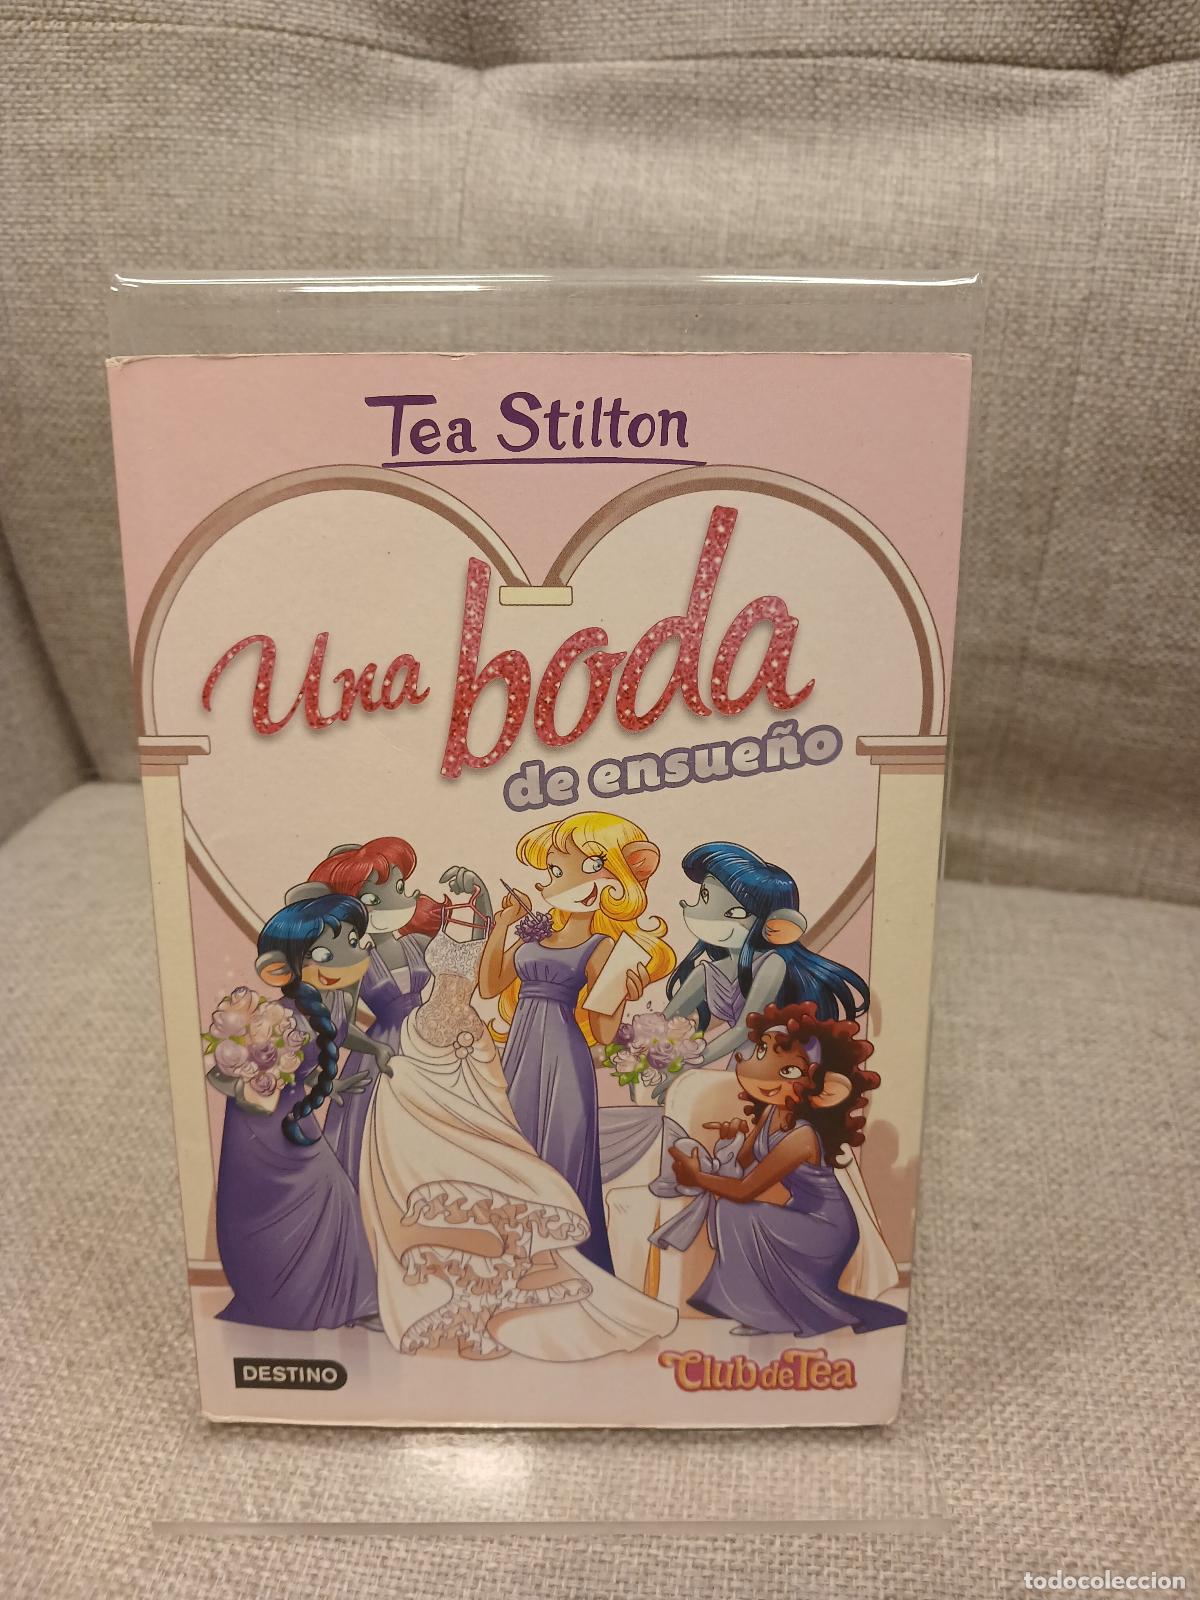 Tea Stilton
Una boda
de ensueño
DESTINO
Club de Tea
todocoleccion